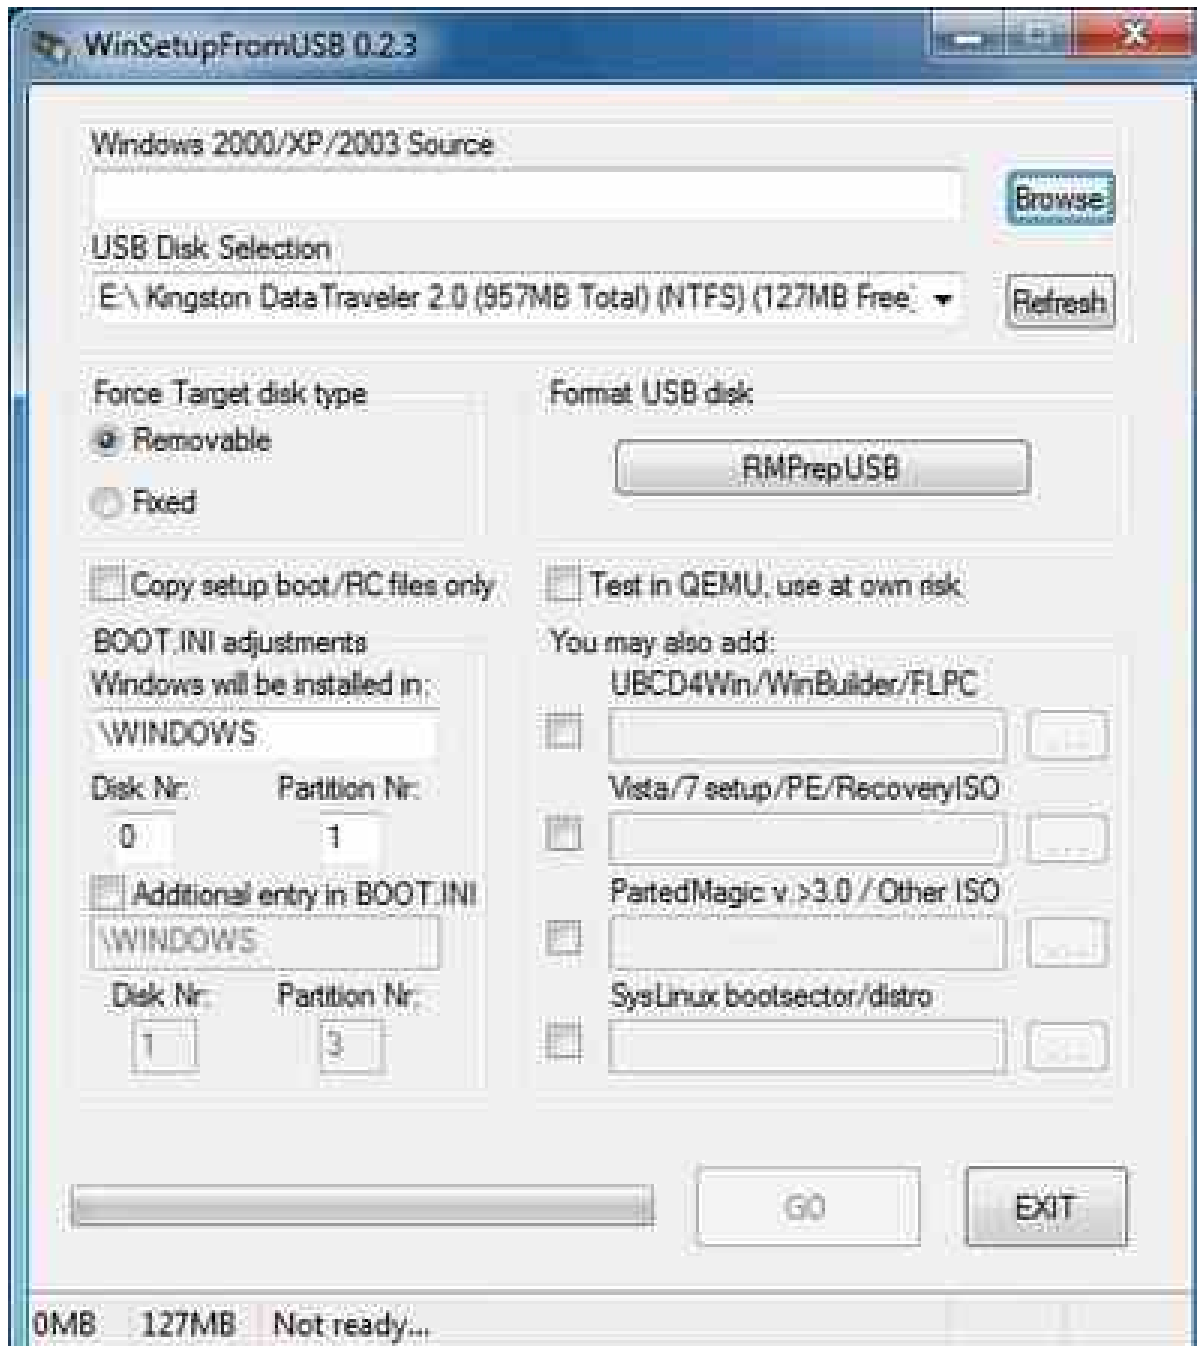 WinSetupFromUSB 0.2.3
Windows 2000/XP/2003 Source
Browse
USB Disk Selection
E:\ Kingston DataTraveler 2.0 (957MB Total) (NTFS) (127MB Free)
Refresh
Force Target disk type
Removable
Fixed
Format USB disk
RMPrepUSB
Copy setup boot/RC files only
Test in QEMU, use at own risk
BOOT.INI adjustments
Windows will be installed in:
\WINDOWS
Disk Nr: Partition Nr:
0 1
Additional entry in BOOT.INI
\WINDOWS
Disk Nr: Partition Nr:
1 3
You may also add:
UBCD4Win/WinBuilder/FLPC
...
Vista/7 setup/PE/RecoveryISO
...
PartedMagic v.>3.0 / Other ISO
...
SysLinux bootsector/distro
...
GO
EXIT
0MB 127MB Not ready...